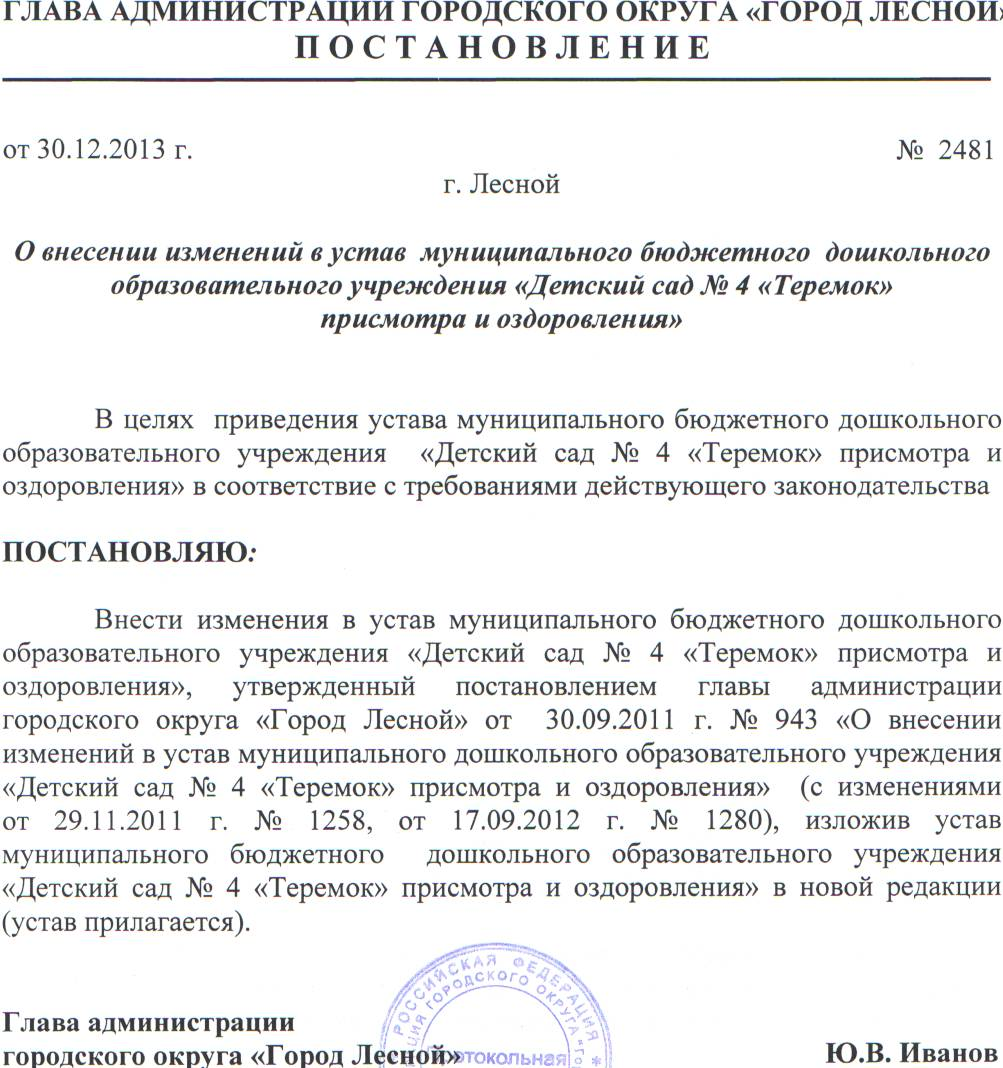 ГЛАВА АДМИНИСТРАЦИИ ГОРОДСКОГО ОКРУГА «ГОРОД ЛЕСНОЙ»
П О С Т А Н О В Л Е Н И Е
от 30.12.2013 г. № 2481
г. Лесной
О внесении изменений в устав муниципального бюджетного дошкольного
образовательного учреждения «Детский сад № 4 «Теремок»
присмотра и оздоровления»
В целях приведения устава муниципального бюджетного дошкольного
образовательного учреждения «Детский сад № 4 «Теремок» присмотра и
оздоровления» в соответствие с требованиями действующего законодательства
ПОСТАНОВЛЯЮ:
Внести изменения в устав муниципального бюджетного дошкольного
образовательного учреждения «Детский сад № 4 «Теремок» присмотра и
оздоровления», утвержденный постановлением главы администрации
городского округа «Город Лесной» от 30.09.2011 г. № 943 «О внесении
изменений в устав муниципального дошкольного образовательного учреждения
«Детский сад № 4 «Теремок» присмотра и оздоровления» (с изменениями
от 29.11.2011 г. № 1258, от 17.09.2012 г. № 1280), изложив устав
муниципального бюджетного дошкольного образовательного учреждения
«Детский сад № 4 «Теремок» присмотра и оздоровления» в новой редакции
(устав прилагается).
РОССИЙСКАЯ ФЕДЕРАЦИЯ *
ГОРОДСКОГО ОКРУГА
Глава администрации
городского округа «Город Лесной» Ю.В. Иванов